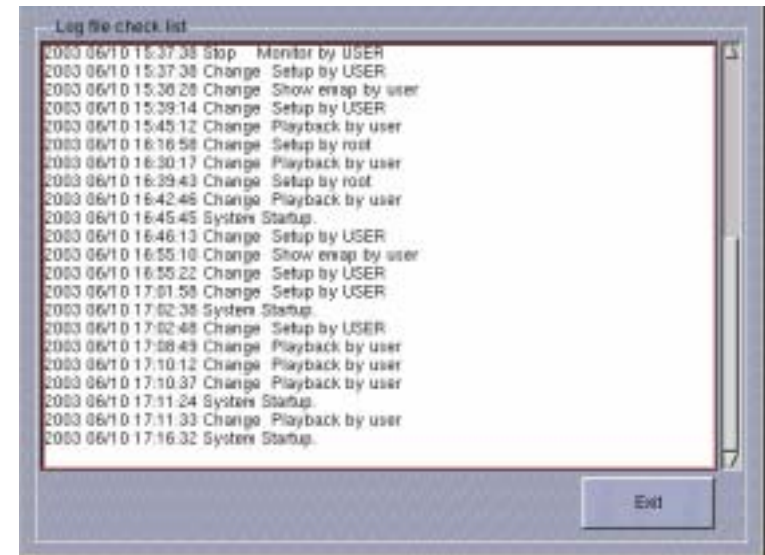 Log file check list
2003 06/10 15:37:38 Stop Monitor by USER
2003 06/10 15:37:38 Change Setup by USER
2003 06/10 15:38:28 Change Show emap by user
2003 06/10 15:39:14 Change Setup by USER
2003 06/10 15:45:12 Change Playback by user
2003 06/10 16:16:58 Change Setup by root
2003 06/10 16:30:17 Change Playback by user
2003 06/10 16:39:43 Change Setup by root
2003 06/10 16:42:46 Change Playback by user
2003 06/10 16:45:45 System Startup.
2003 06/10 16:46:13 Change Setup by USER
2003 06/10 16:55:10 Change Show emap by user
2003 06/10 16:55:22 Change Setup by USER
2003 06/10 17:01:58 Change Setup by USER
2003 06/10 17:02:38 System Startup.
2003 06/10 17:02:48 Change Setup by USER
2003 06/10 17:08:49 Change Playback by user
2003 06/10 17:10:12 Change Playback by user
2003 06/10 17:10:37 Change Playback by user
2003 06/10 17:11:24 System Startup.
2003 06/10 17:11:33 Change Playback by user
2003 06/10 17:16:32 System Startup.
Exit